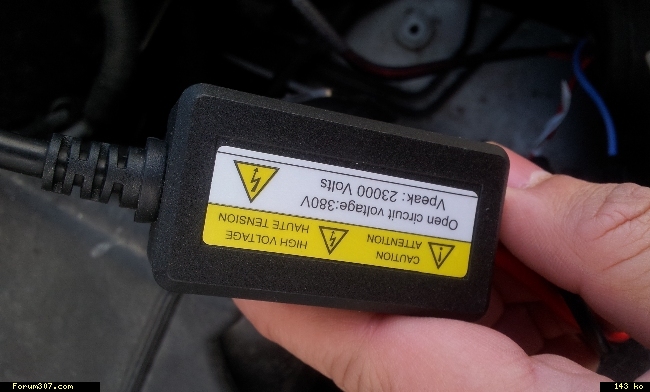 CAUTION
ATTENTION
HIGH VOLTAGE
HAUTE TENSION
Open circuit voltage:380V
Vpeak: 23000 Volts
Forum307.com
143 ko